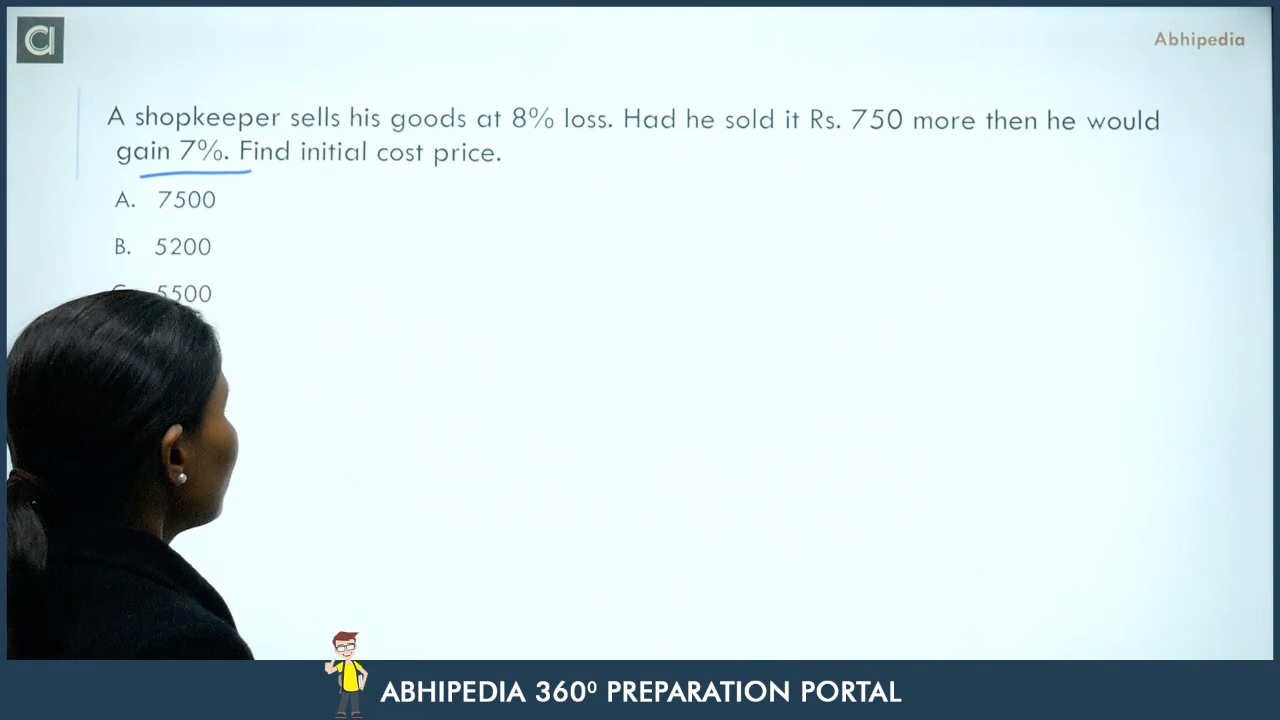 Abhipedia
A shopkeeper sells his goods at 8% loss. Had he sold it Rs. 750 more then he would
gain 7%. Find initial cost price.
A. 7500
B. 5200
5500
ABHIPEDIA 360⁰ PREPARATION PORTAL